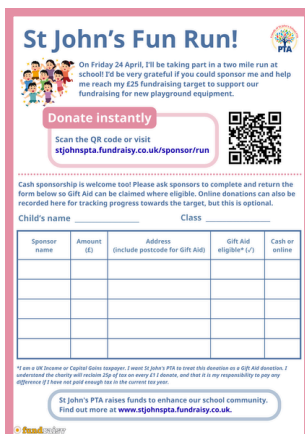 St John's Fun Run!
PTA
On Friday 24 April, I'll be taking part in a two mile run at
school! I'd be very grateful if you could sponsor me and help
me reach my £25 fundraising target to support our
fundraising for new playground equipment.
Donate instantly
Scan the QR code or visit
stjohnspta.fundraisy.co.uk/sponsor/run
Cash sponsorship is welcome too! Please ask sponsors to complete and return the
form below so Gift Aid can be claimed where eligible. Online donations can also be
recorded here for tracking progress towards the target, but this is optional.
Child's name
Class
Sponsor
name
Amount
(£)
Address
(include postcode for Gift Aid)
Gift Aid
eligible* (✓)
Cash or
online
*I am a UK Income or Capital Gains taxpayer. I want St John's PTA to treat this donation as a Gift Aid donation. I
understand the charity will reclaim 25p of tax on every £1 I donate, and that it is my responsibility to pay any
difference if I have not paid enough tax in the current tax year.
St John's PTA raises funds to enhance our school community.
Find out more at www.stjohnspta.fundraisy.co.uk.
fundraisy